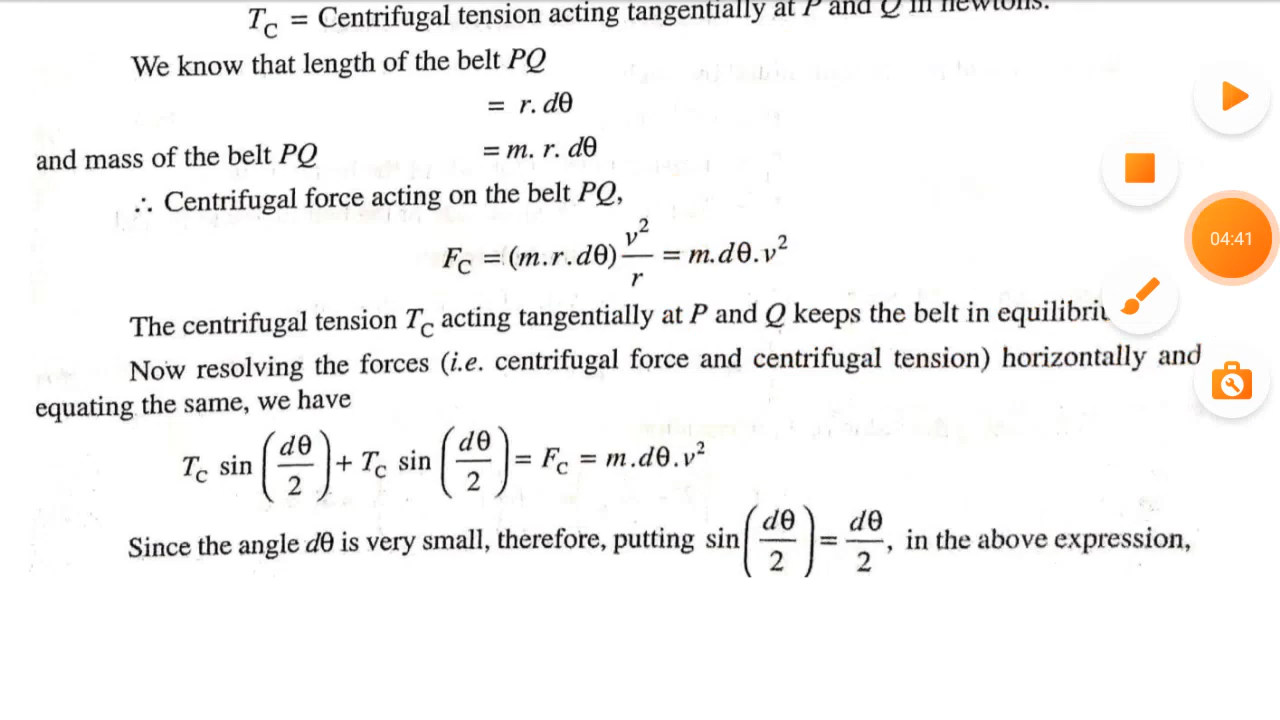 T_C = Centrifugal tension acting tangentially at P and Q in newtons.
We know that length of the belt PQ
= r. dθ
and mass of the belt PQ = m. r. dθ
∴ Centrifugal force acting on the belt PQ,
F_C = (m.r.dθ) v²/r = m.dθ.v²
The centrifugal tension T_C acting tangentially at P and Q keeps the belt in
Now resolving the forces (i.e. centrifugal force and centrifugal tension) horizontally and
equating the same, we have
T_C sin (dθ/2) + T_C sin (dθ/2) = F_C = m.dθ.v²
Since the angle dθ is very small, therefore, putting sin (dθ/2) = dθ/2, in the above expression,
04:41